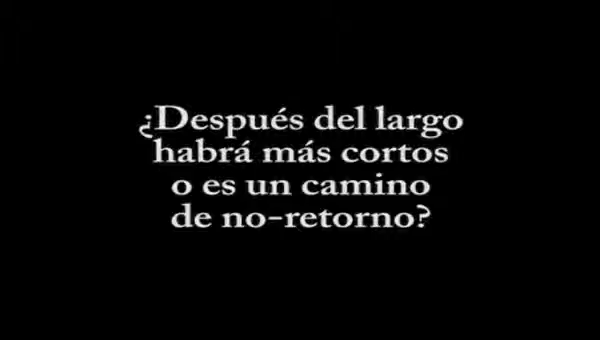 ¿Después del largo
habrá más cortos
o es un camino
de no-retorno?